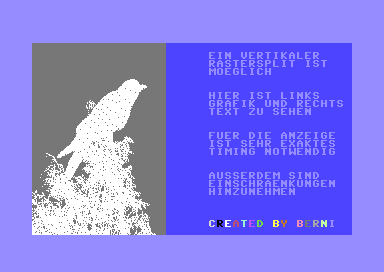 EIN VERTIKALER
RASTERSPLIT IST
MOEGLICH
HIER IST LINKS
GRAFIK UND RECHTS
TEXT ZU SEHEN
FUER DIE ANZEIGE
IST SEHR EXAKTES
TIMING NOTWENDIG
AUSSERDEM SIND
EINSCHRAENKUNGEN
HINZUNEHMEN
CREATED BY BERNI